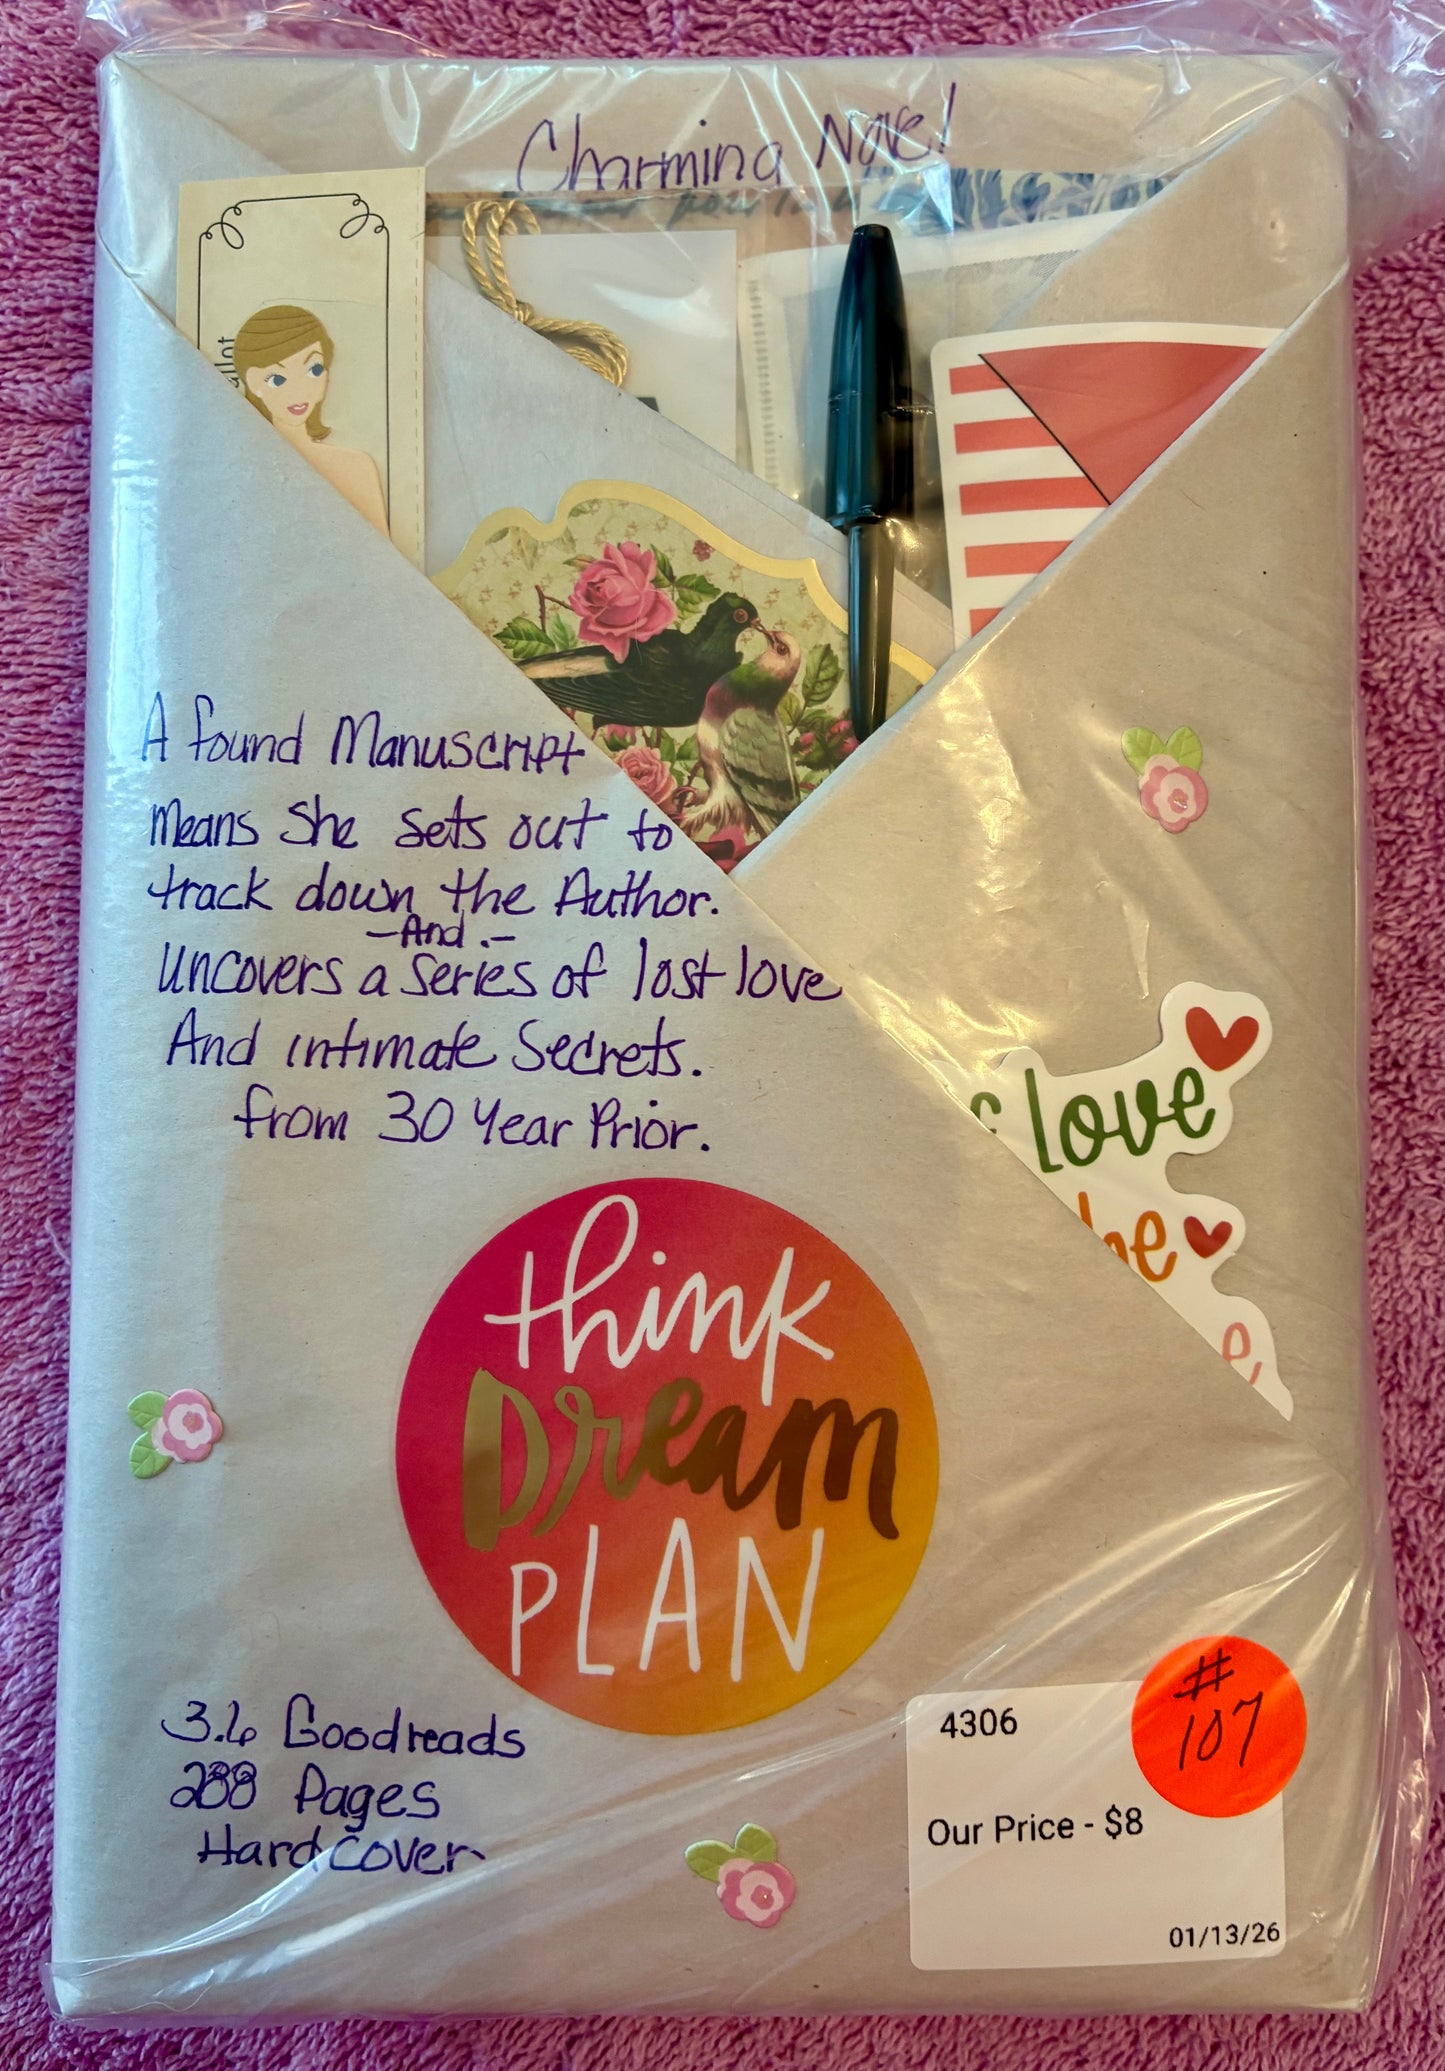 Charming Novel
A found Manuscript
means she sets out to
track down the Author.
-And.-
Uncovers a series of lost love
And intimate Secrets.
from 30 Year Prior.
love
be
e
think
Dream
PLAN
3.6 Goodreads
288 Pages
Hardcover
#
107
4306
Our Price - $8
01/13/26